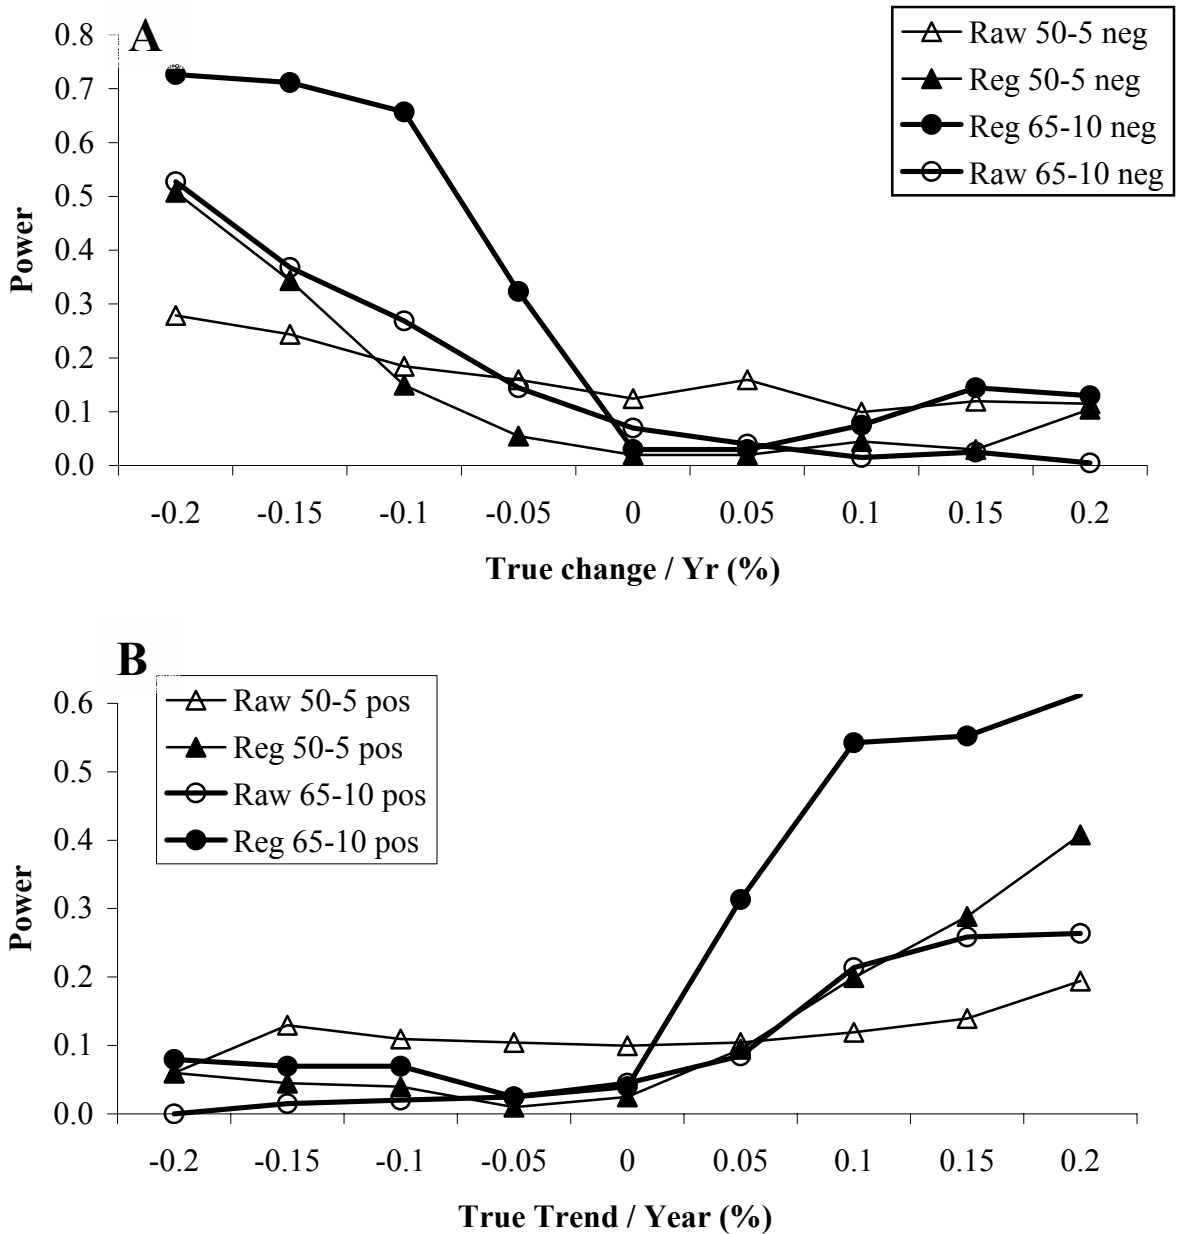 A
Raw 50-5 neg
Reg 50-5 neg
Reg 65-10 neg
Raw 65-10 neg
0.8
0.7
0.6
0.5
0.4
0.3
0.2
0.1
0.0
Power
-0.2 -0.15 -0.1 -0.05 0 0.05 0.1 0.15 0.2
True change / Yr (%)
B
Raw 50-5 pos
Reg 50-5 pos
Raw 65-10 pos
Reg 65-10 pos
0.6
0.5
0.4
0.3
0.2
0.1
0.0
Power
-0.2 -0.15 -0.1 -0.05 0 0.05 0.1 0.15 0.2
True Trend / Year (%)